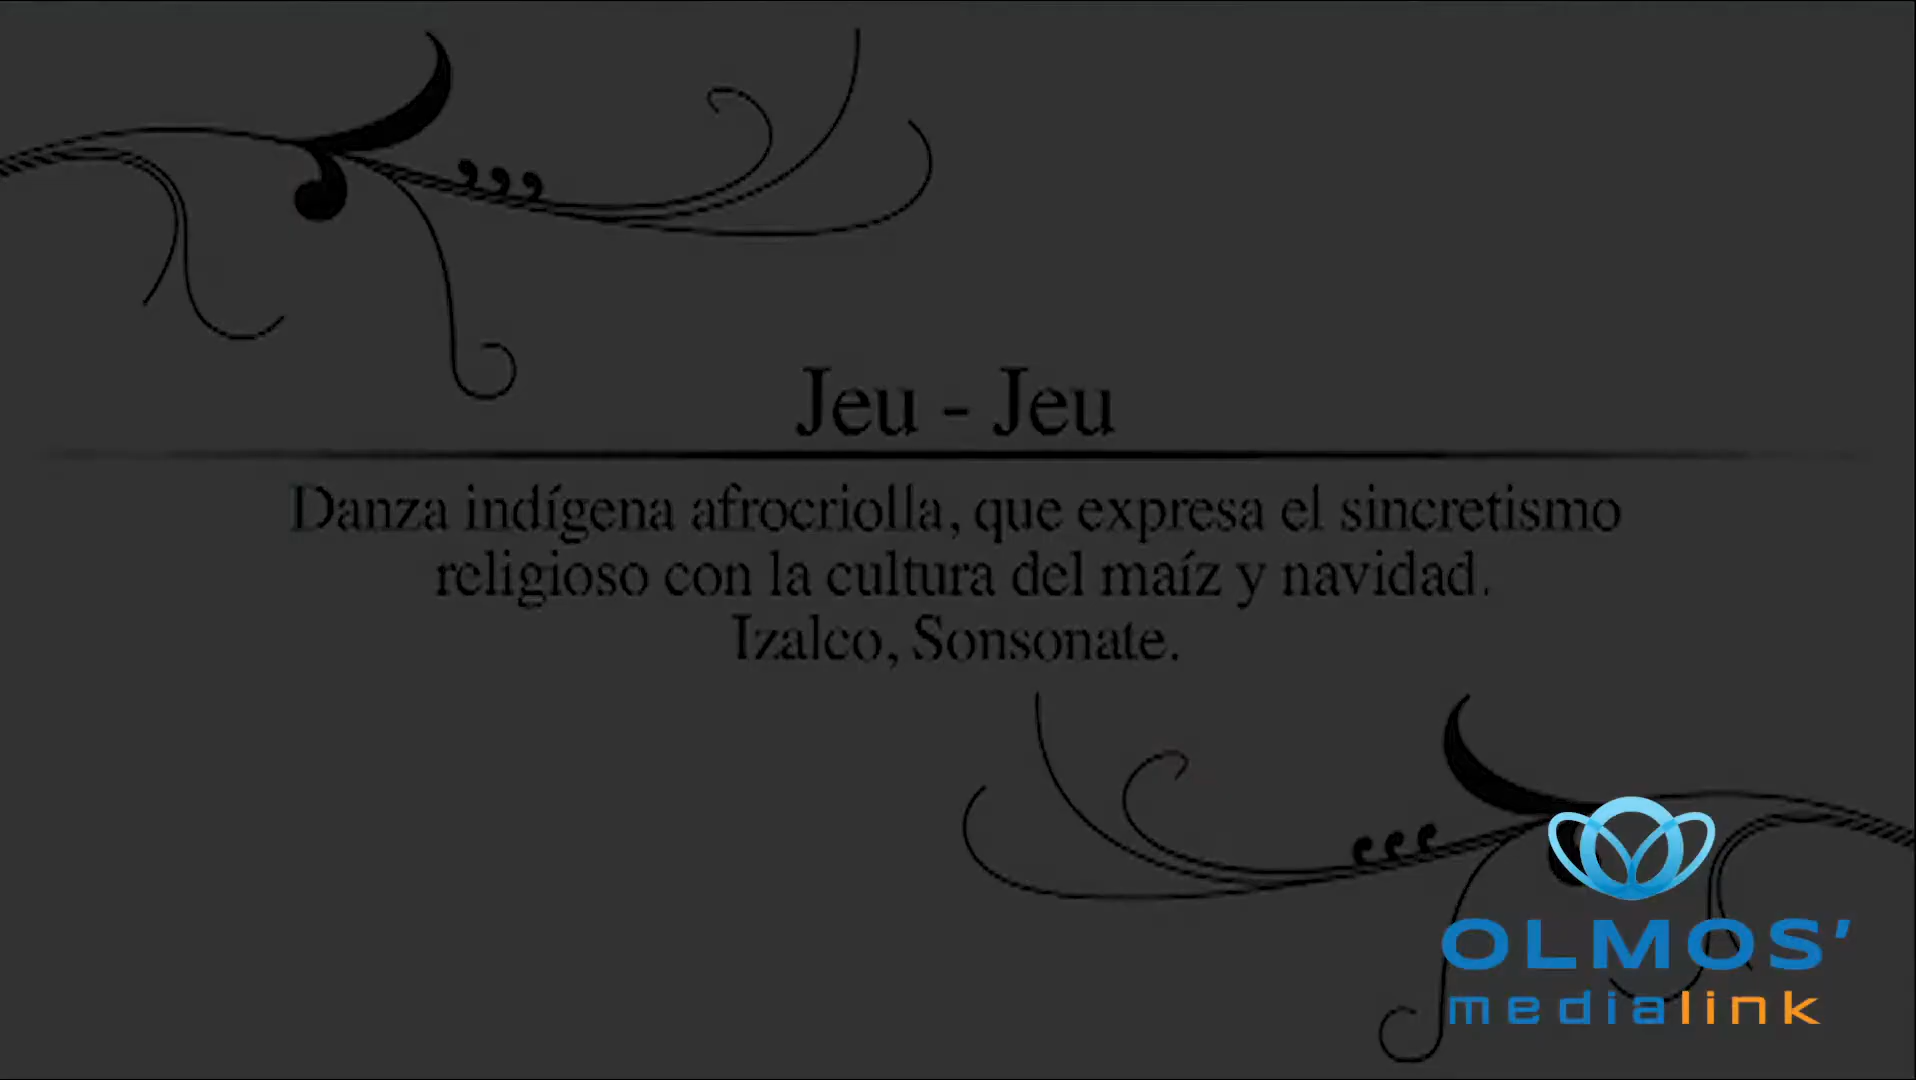 Jeu - Jeu
Danza indígena afrocriolla, que expresa el sincretismo
religioso con la cultura del maíz y navidad.
Izalco, Sonsonate.
OLMOS'
medialink